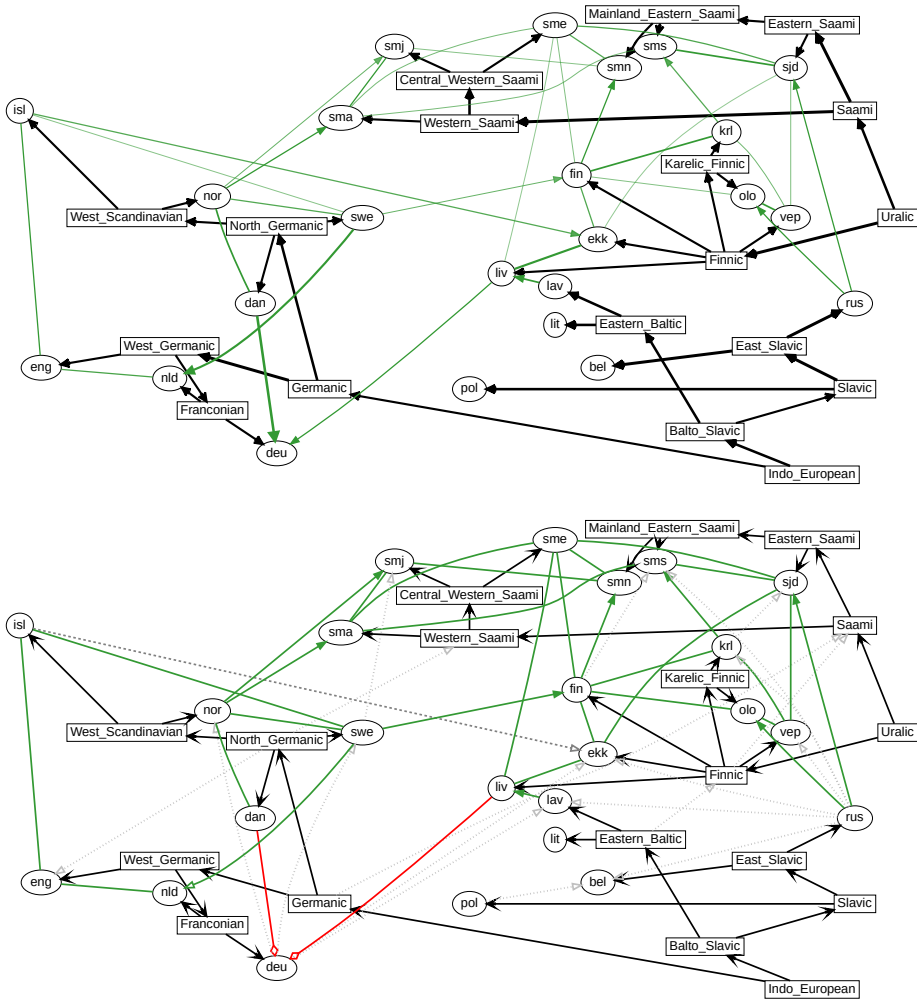 Mainland_Eastern_Saami
sme
Eastern_Saami
smj
sms
smn
sjd
Central_Western_Saami
isl
sma
Western_Saami
Saami
krl
Karelic_Finnic
fin
nor
olo
West_Scandinavian
North_Germanic
swe
vep
Uralic
ekk
Finnic
liv
lav
dan
rus
lit
Eastern_Baltic
West_Germanic
East_Slavic
eng
nld
bel
Germanic
pol
Slavic
Franconian
Balto_Slavic
deu
Indo_European
Mainland_Eastern_Saami
sme
Eastern_Saami
smj
sms
smn
sjd
Central_Western_Saami
isl
sma
Western_Saami
Saami
krl
Karelic_Finnic
fin
nor
olo
West_Scandinavian
North_Germanic
swe
vep
Uralic
ekk
Finnic
liv
lav
dan
rus
lit
Eastern_Baltic
West_Germanic
East_Slavic
eng
nld
bel
Germanic
pol
Slavic
Franconian
Balto_Slavic
deu
Indo_European